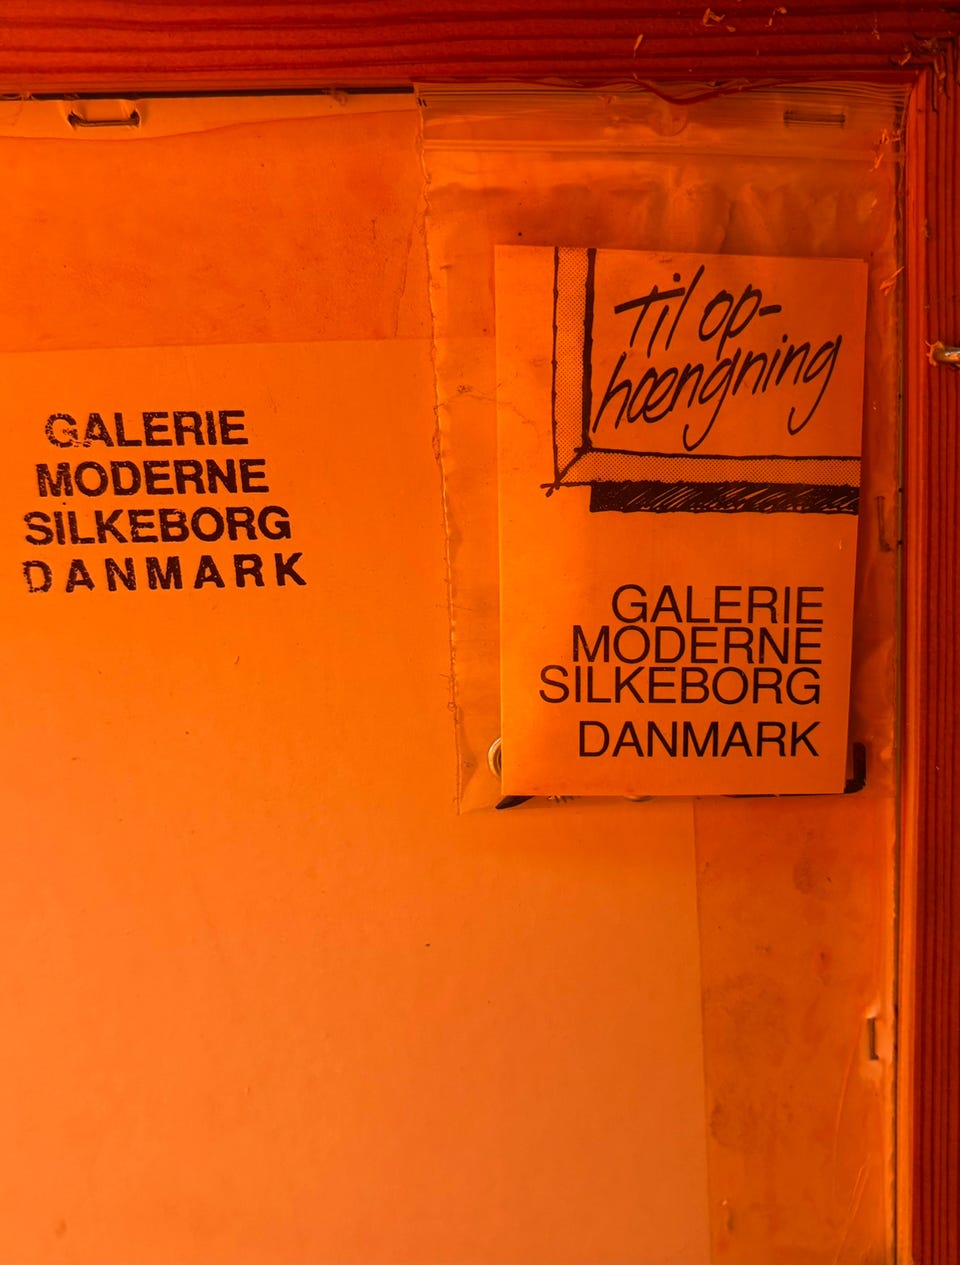 GALERIE
MODERNE
SILKEBORG
DANMARK
Til op-
hængning
GALERIE
MODERNE
SILKEBORG
DANMARK